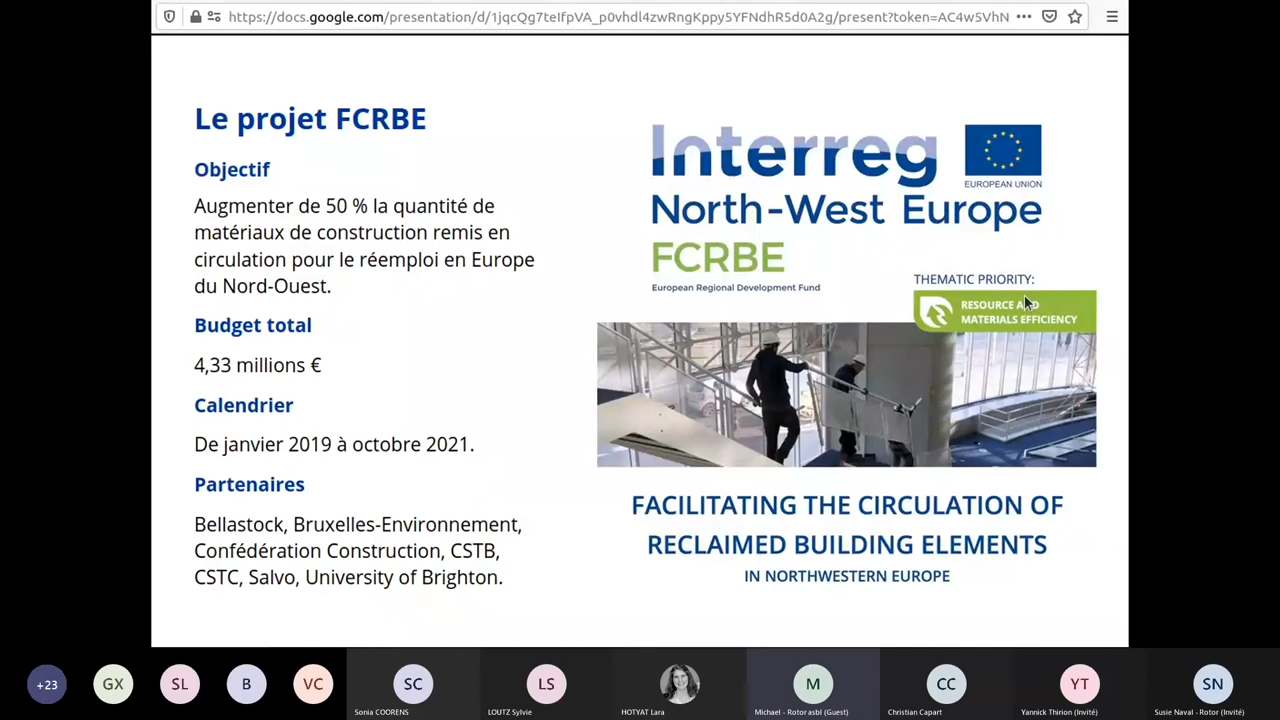 https://docs.google.com/presentation/d/1jqcQg7teIfpVA_p0vhdl4zwRngKppy5YFNdhR5d0A2g/present?token=AC4w5VhN
Le projet FCRBE
Objectif
Augmenter de 50 % la quantité de
matériaux de construction remis en
circulation pour le réemploi en Europe
du Nord-Ouest.
Budget total
4,33 millions €
Calendrier
De janvier 2019 à octobre 2021.
Partenaires
Bellastock, Bruxelles-Environnement,
Confédération Construction, CSTB,
CSTC, Salvo, University of Brighton.
Interreg
EUROPEAN UNION
North-West Europe
FCRBE
European Regional Development Fund
THEMATIC PRIORITY:
RESOURCE AND
MATERIALS EFFICIENCY
FACILITATING THE CIRCULATION OF
RECLAIMED BUILDING ELEMENTS
IN NORTHWESTERN EUROPE
+23
GX
SL
B
VC
SC
Sonia COORENS
LS
LOUTZ Sylvie
HOTYAT Lara
M
Michael - Rotor asbl (Guest)
CC
Christian Capart
YT
Yannick Thirion (Invité)
SN
Susie Naval - Rotor (Invité)